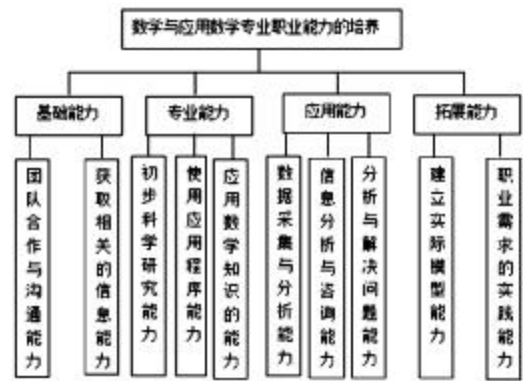 数学与应用数学专业职业能力的培养
基础能力
专业能力
应用能力
拓展能力
团队合作与沟通能力
获取相关的信息能力
初步科学研究能力
使用应用程序能力
应用数学知识的能力
数据采集与分析能力
信息分析与咨询能力
分析与解决问题能力
建立实际模型能力
职业需求的实践能力